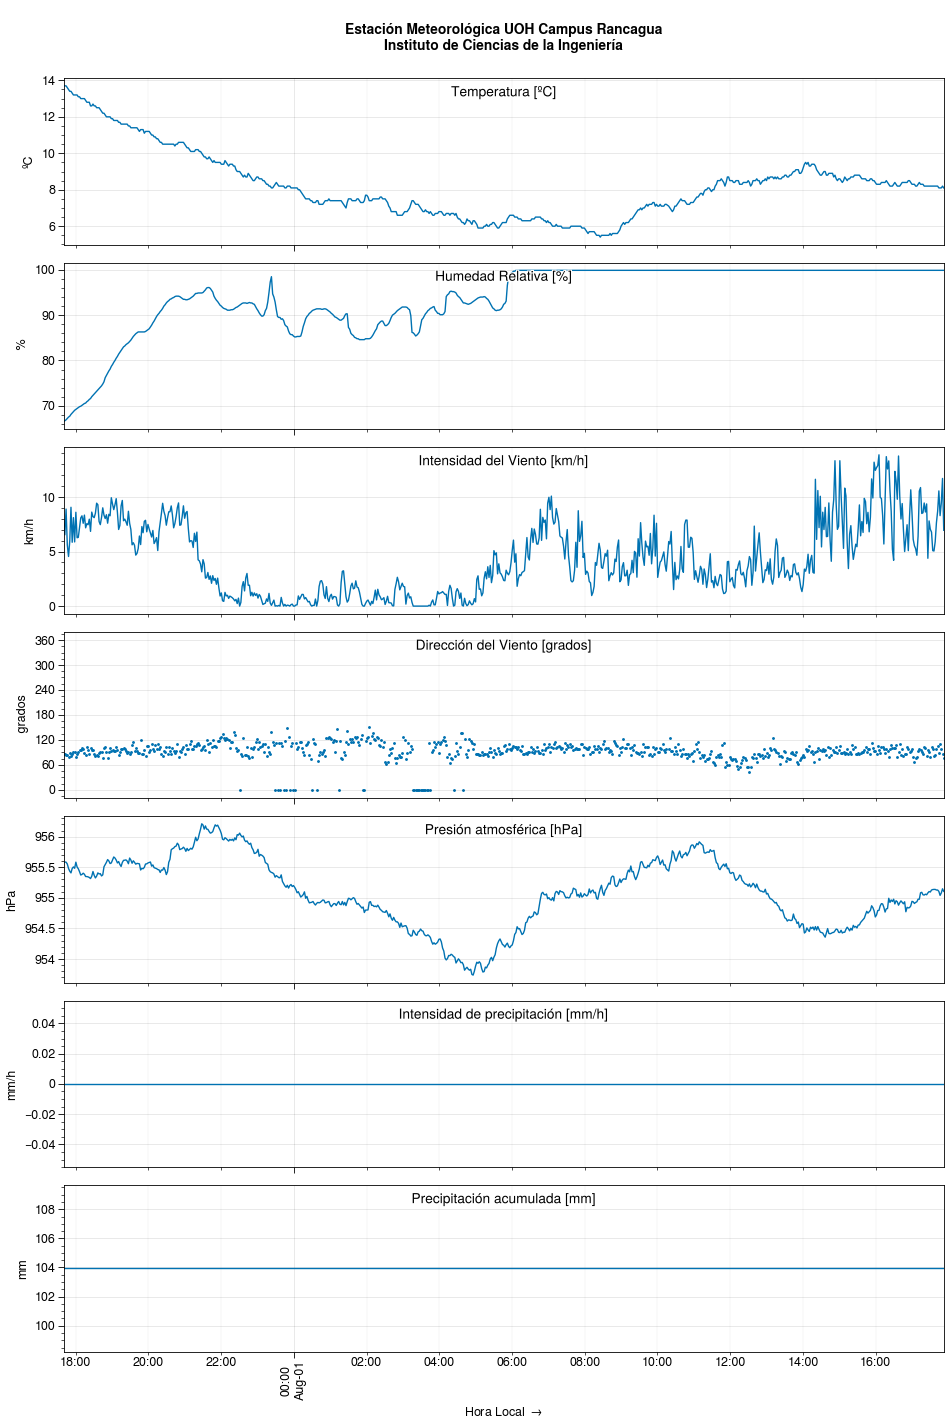 Estación Meteorológica UOH Campus Rancagua
Instituto de Ciencias de la Ingeniería
Temperatura [ºC]
ºC
14
12
10
8
6
Humedad Relativa [%]
%
100
90
80
70
Intensidad del Viento [km/h]
km/h
10
5
0
Dirección del Viento [grados]
grados
360
300
240
180
120
60
0
Presión atmosférica [hPa]
hPa
956
955.5
955
954.5
954
Intensidad de precipitación [mm/h]
mm/h
0.04
0.02
0
−0.02
−0.04
Precipitación acumulada [mm]
mm
108
106
104
102
100
18:00 20:00 22:00 00:00 02:00 04:00 06:00 08:00 10:00 12:00 14:00 16:00
Aug-01
Hora Local →